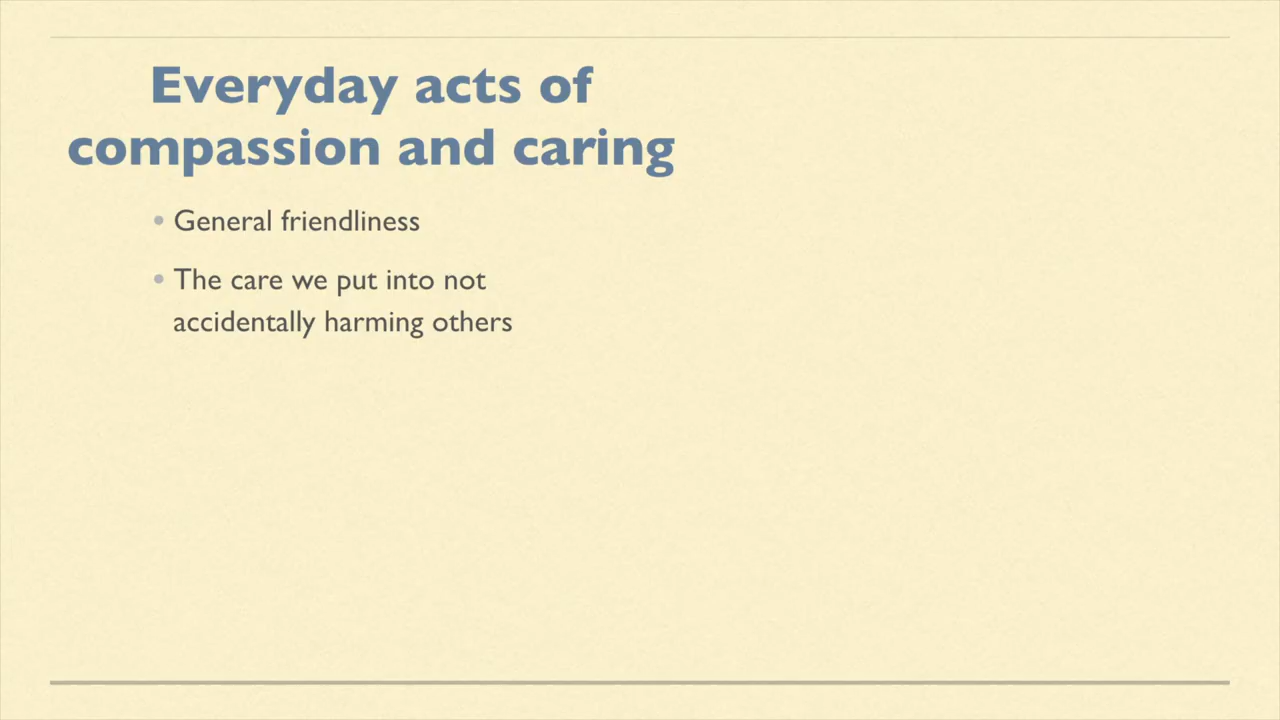 Everyday acts of
compassion and caring
• General friendliness
• The care we put into not
accidentally harming others